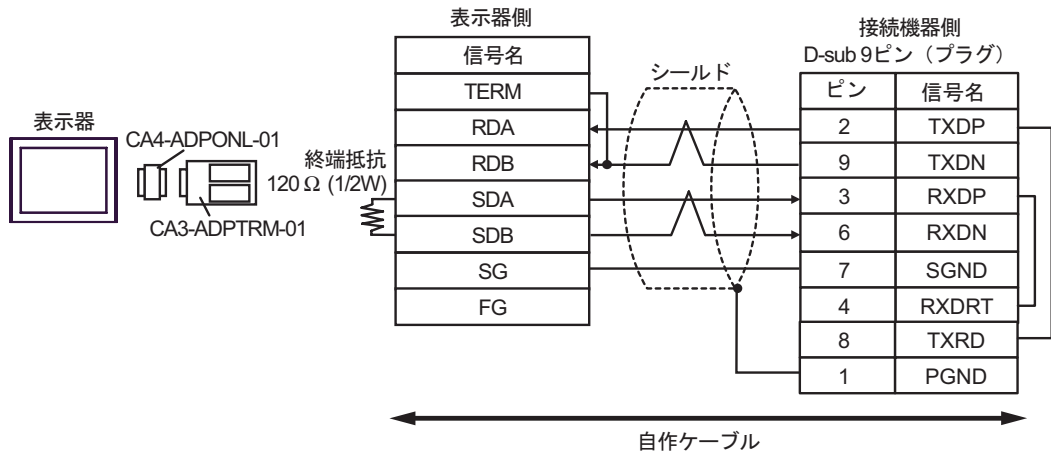 表示器
CA4-ADPONL-01
CA3-ADPTRM-01
終端抵抗
120 Ω (1/2W)
表示器側
信号名
TERM
RDA
RDB
SDA
SDB
SG
FG
シールド
接続機器側
D-sub 9ピン（プラグ）
ピン 信号名
2 TXDP
9 TXDN
3 RXDP
6 RXDN
7 SGND
4 RXDRT
8 TXRD
1 PGND
自作ケーブル